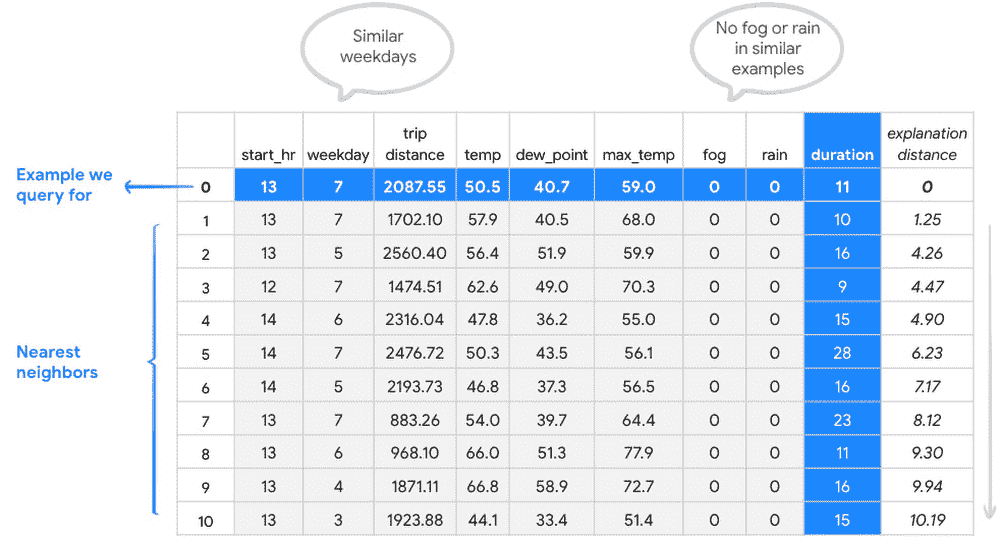 Similar
weekdays
No fog or rain
in similar
examples
start_hr weekday trip distance temp dew_point max_temp fog rain duration explanation distance
Example we
query for
0 13 7 2087.55 50.5 40.7 59.0 0 0 11 0
1 13 7 1702.10 57.9 40.5 68.0 0 0 10 1.25
2 13 5 2560.40 56.4 51.9 59.9 0 0 16 4.26
3 12 7 1474.51 62.6 49.0 70.3 0 0 9 4.47
4 14 6 2316.04 47.8 36.2 55.0 0 0 15 4.90
Nearest
neighbors
5 14 7 2476.72 50.3 43.5 56.1 0 0 28 6.23
6 14 5 2193.73 46.8 37.3 56.5 0 0 16 7.17
7 13 7 883.26 54.0 39.7 64.4 0 0 23 8.12
8 13 6 968.10 66.0 51.3 77.9 0 0 11 9.30
9 13 4 1871.11 66.8 58.9 72.7 0 0 16 9.94
10 13 3 1923.88 44.1 33.4 51.4 0 0 15 10.19